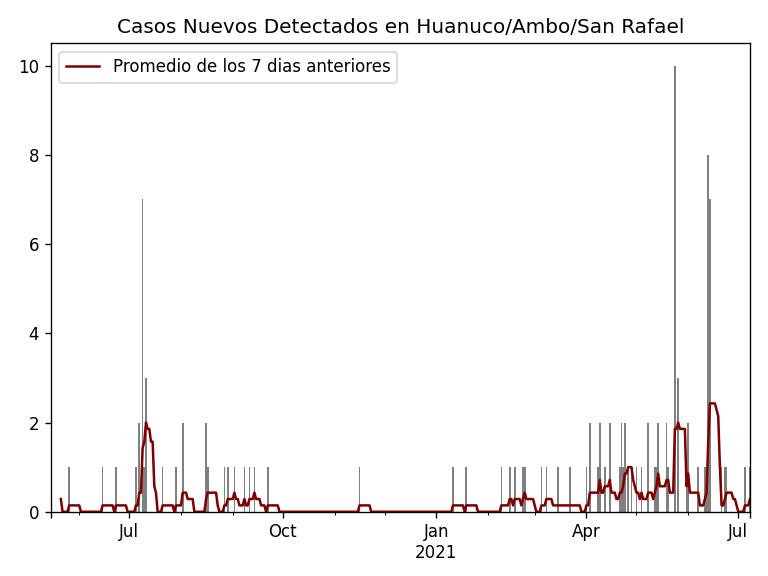 Casos Nuevos Detectados en Huanuco/Ambo/San Rafael
Promedio de los 7 dias anteriores
10
8
6
4
2
0
Jul
Oct
Jan
Apr
Jul
2021